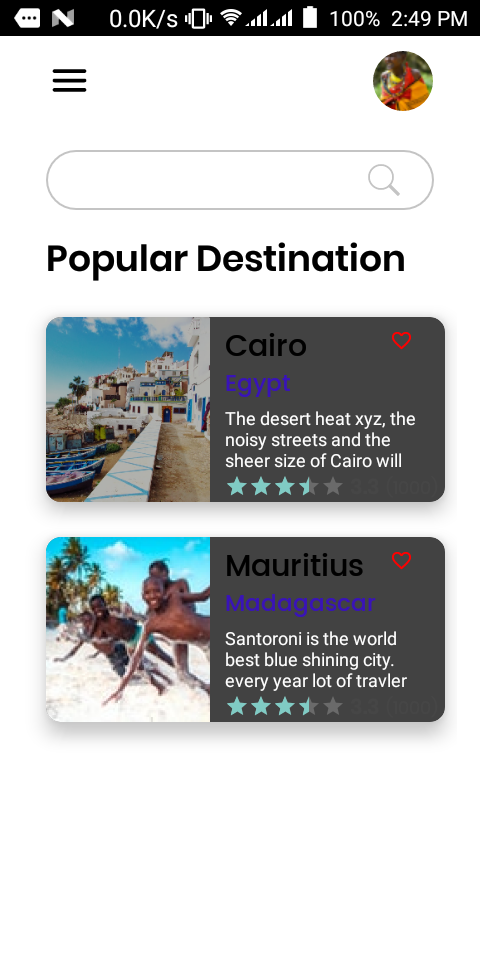 0.0K/s 100% 2:49 PM
Popular Destination
Cairo
Egypt
The desert heat xyz, the
noisy streets and the
sheer size of Cairo will
3.3 (1000)
Mauritius
Madagascar
Santoroni is the world
best blue shining city.
every year lot of travler
3.3 (1000)